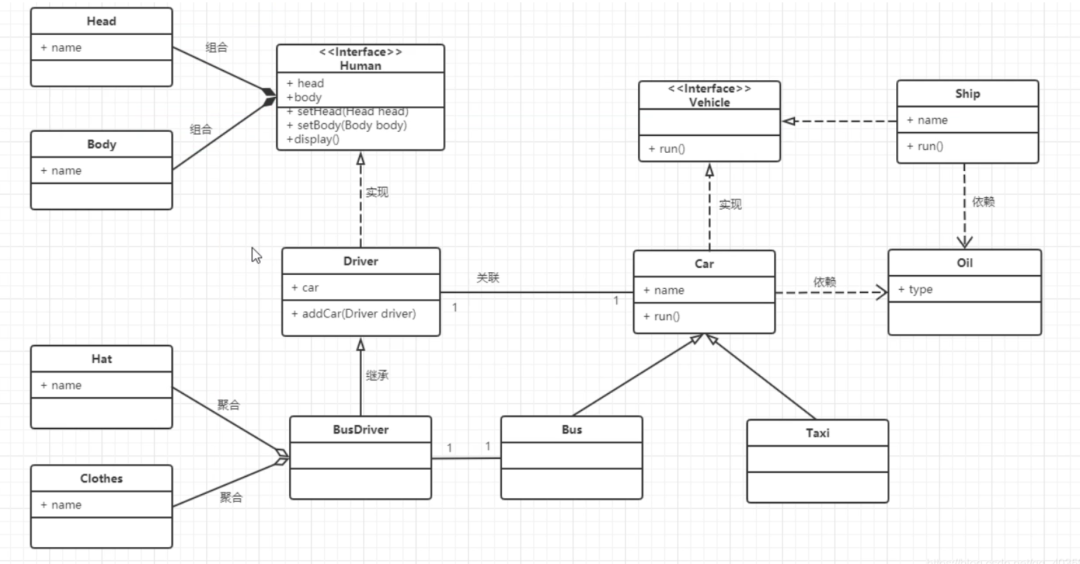 Head
+ name
组合
<<Interface>>
Human
+ head
+body
+ setHead(Head head)
+ setBody(Body body)
+display()
组合
Body
+ name
<<Interface>>
Vehicle
+ run()
Ship
+ name
+ run()
实现
实现
依赖
Driver
+ car
+ addCar(Driver driver)
关联
1
1
Car
+ name
+ run()
依赖
Oil
+ type
继承
Hat
+ name
聚合
BusDriver
1
1
Bus
Taxi
Clothes
+ name
聚合